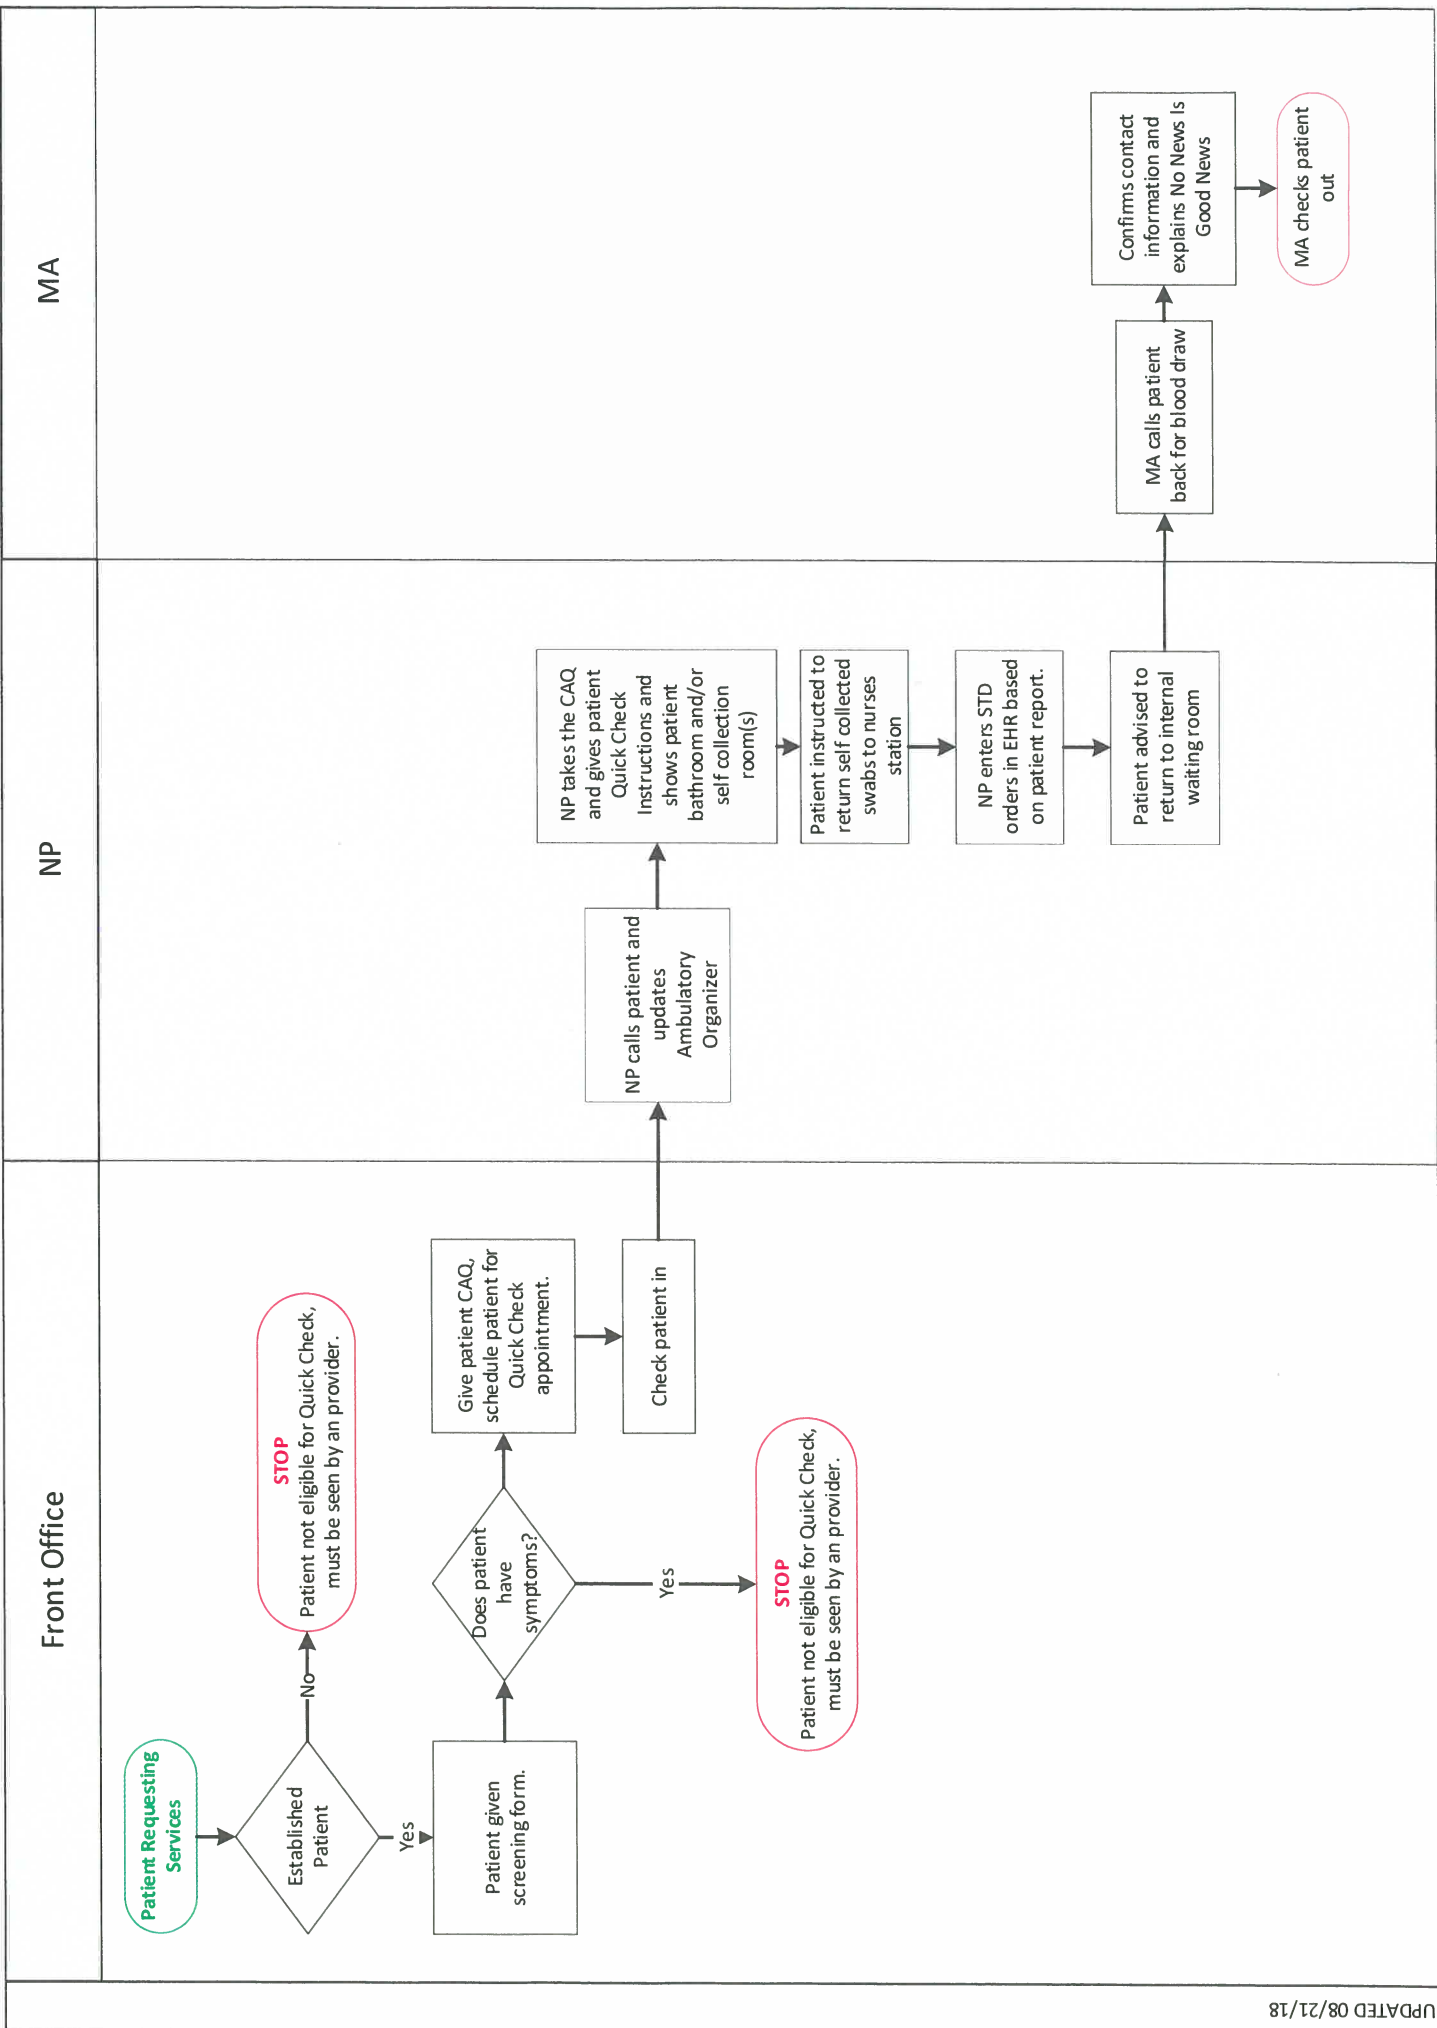 Front Office
NP
MA
Patient Requesting
Services
Established
Patient
No
STOP
Patient not eligible for Quick Check,
must be seen by an provider.
Yes
Patient given
screening form.
Does patient
have
symptoms?
Yes
STOP
Patient not eligible for Quick Check,
must be seen by an provider.
Give patient CAQ,
schedule patient for
Quick Check
appointment.
Check patient in
NP calls patient and
updates
Ambulatory
Organizer
NP takes the CAQ
and gives patient
Quick Check
Instructions and
shows patient
bathroom and/or
self collection
room(s)
Patient instructed to
return self collected
swabs to nurses
station
NP enters STD
orders in EHR based
on patient report.
Patient advised to
return to internal
waiting room
MA calls patient
back for blood draw
Confirms contact
information and
explains No News Is
Good News
MA checks patient
out
UPDATED 08/21/18